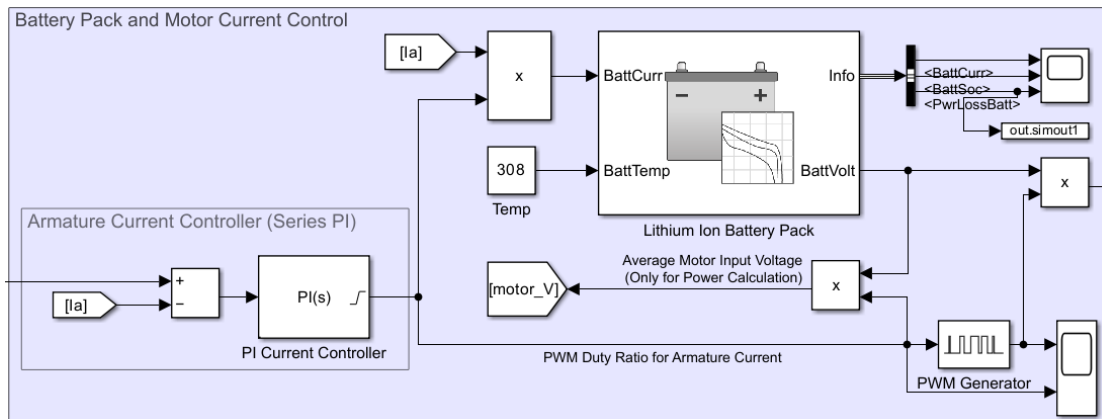 Battery Pack and Motor Current Control
[Ia]
x
BattCurr
Info
<BattCurr>
<BattSoc>
<PwrLossBatt>
out.simout1
308
BattTemp
BattVolt
x
Temp
Lithium Ion Battery Pack
Armature Current Controller (Series PI)
Average Motor Input Voltage
(Only for Power Calculation)
[motor_V]
x
[Ia]
PI(s)
PI Current Controller
PWM Duty Ratio for Armature Current
PWM Generator